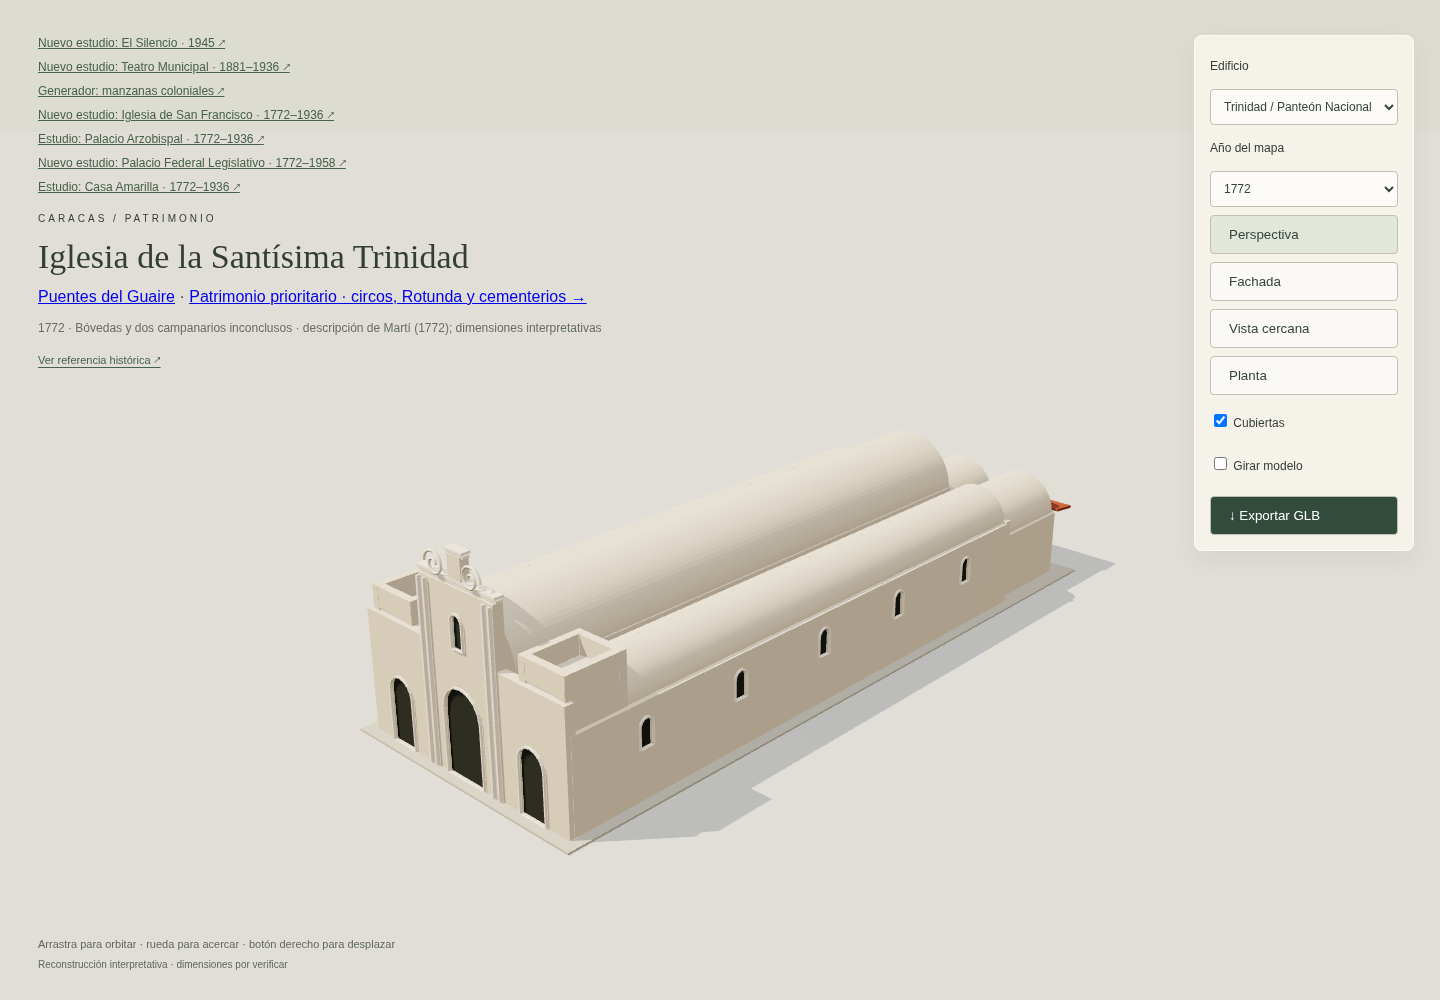 Nuevo estudio: El Silencio · 1945 ↗
Nuevo estudio: Teatro Municipal · 1881–1936 ↗
Generador: manzanas coloniales ↗
Nuevo estudio: Iglesia de San Francisco · 1772–1936 ↗
Estudio: Palacio Arzobispal · 1772–1936 ↗
Nuevo estudio: Palacio Federal Legislativo · 1772–1958 ↗
Estudio: Casa Amarilla · 1772–1936 ↗
CARACAS / PATRIMONIO
Iglesia de la Santísima Trinidad
Puentes del Guaire · Patrimonio prioritario · circos, Rotunda y cementerios →
1772 · Bóvedas y dos campanarios inconclusos · descripción de Martí (1772); dimensiones interpretativas
Ver referencia histórica ↗
Edificio
Trinidad / Panteón Nacional
Año del mapa
1772
Perspectiva
Fachada
Vista cercana
Planta
Cubiertas
Girar modelo
↓ Exportar GLB
Arrastra para orbitar · rueda para acercar · botón derecho para desplazar
Reconstrucción interpretativa · dimensiones por verificar